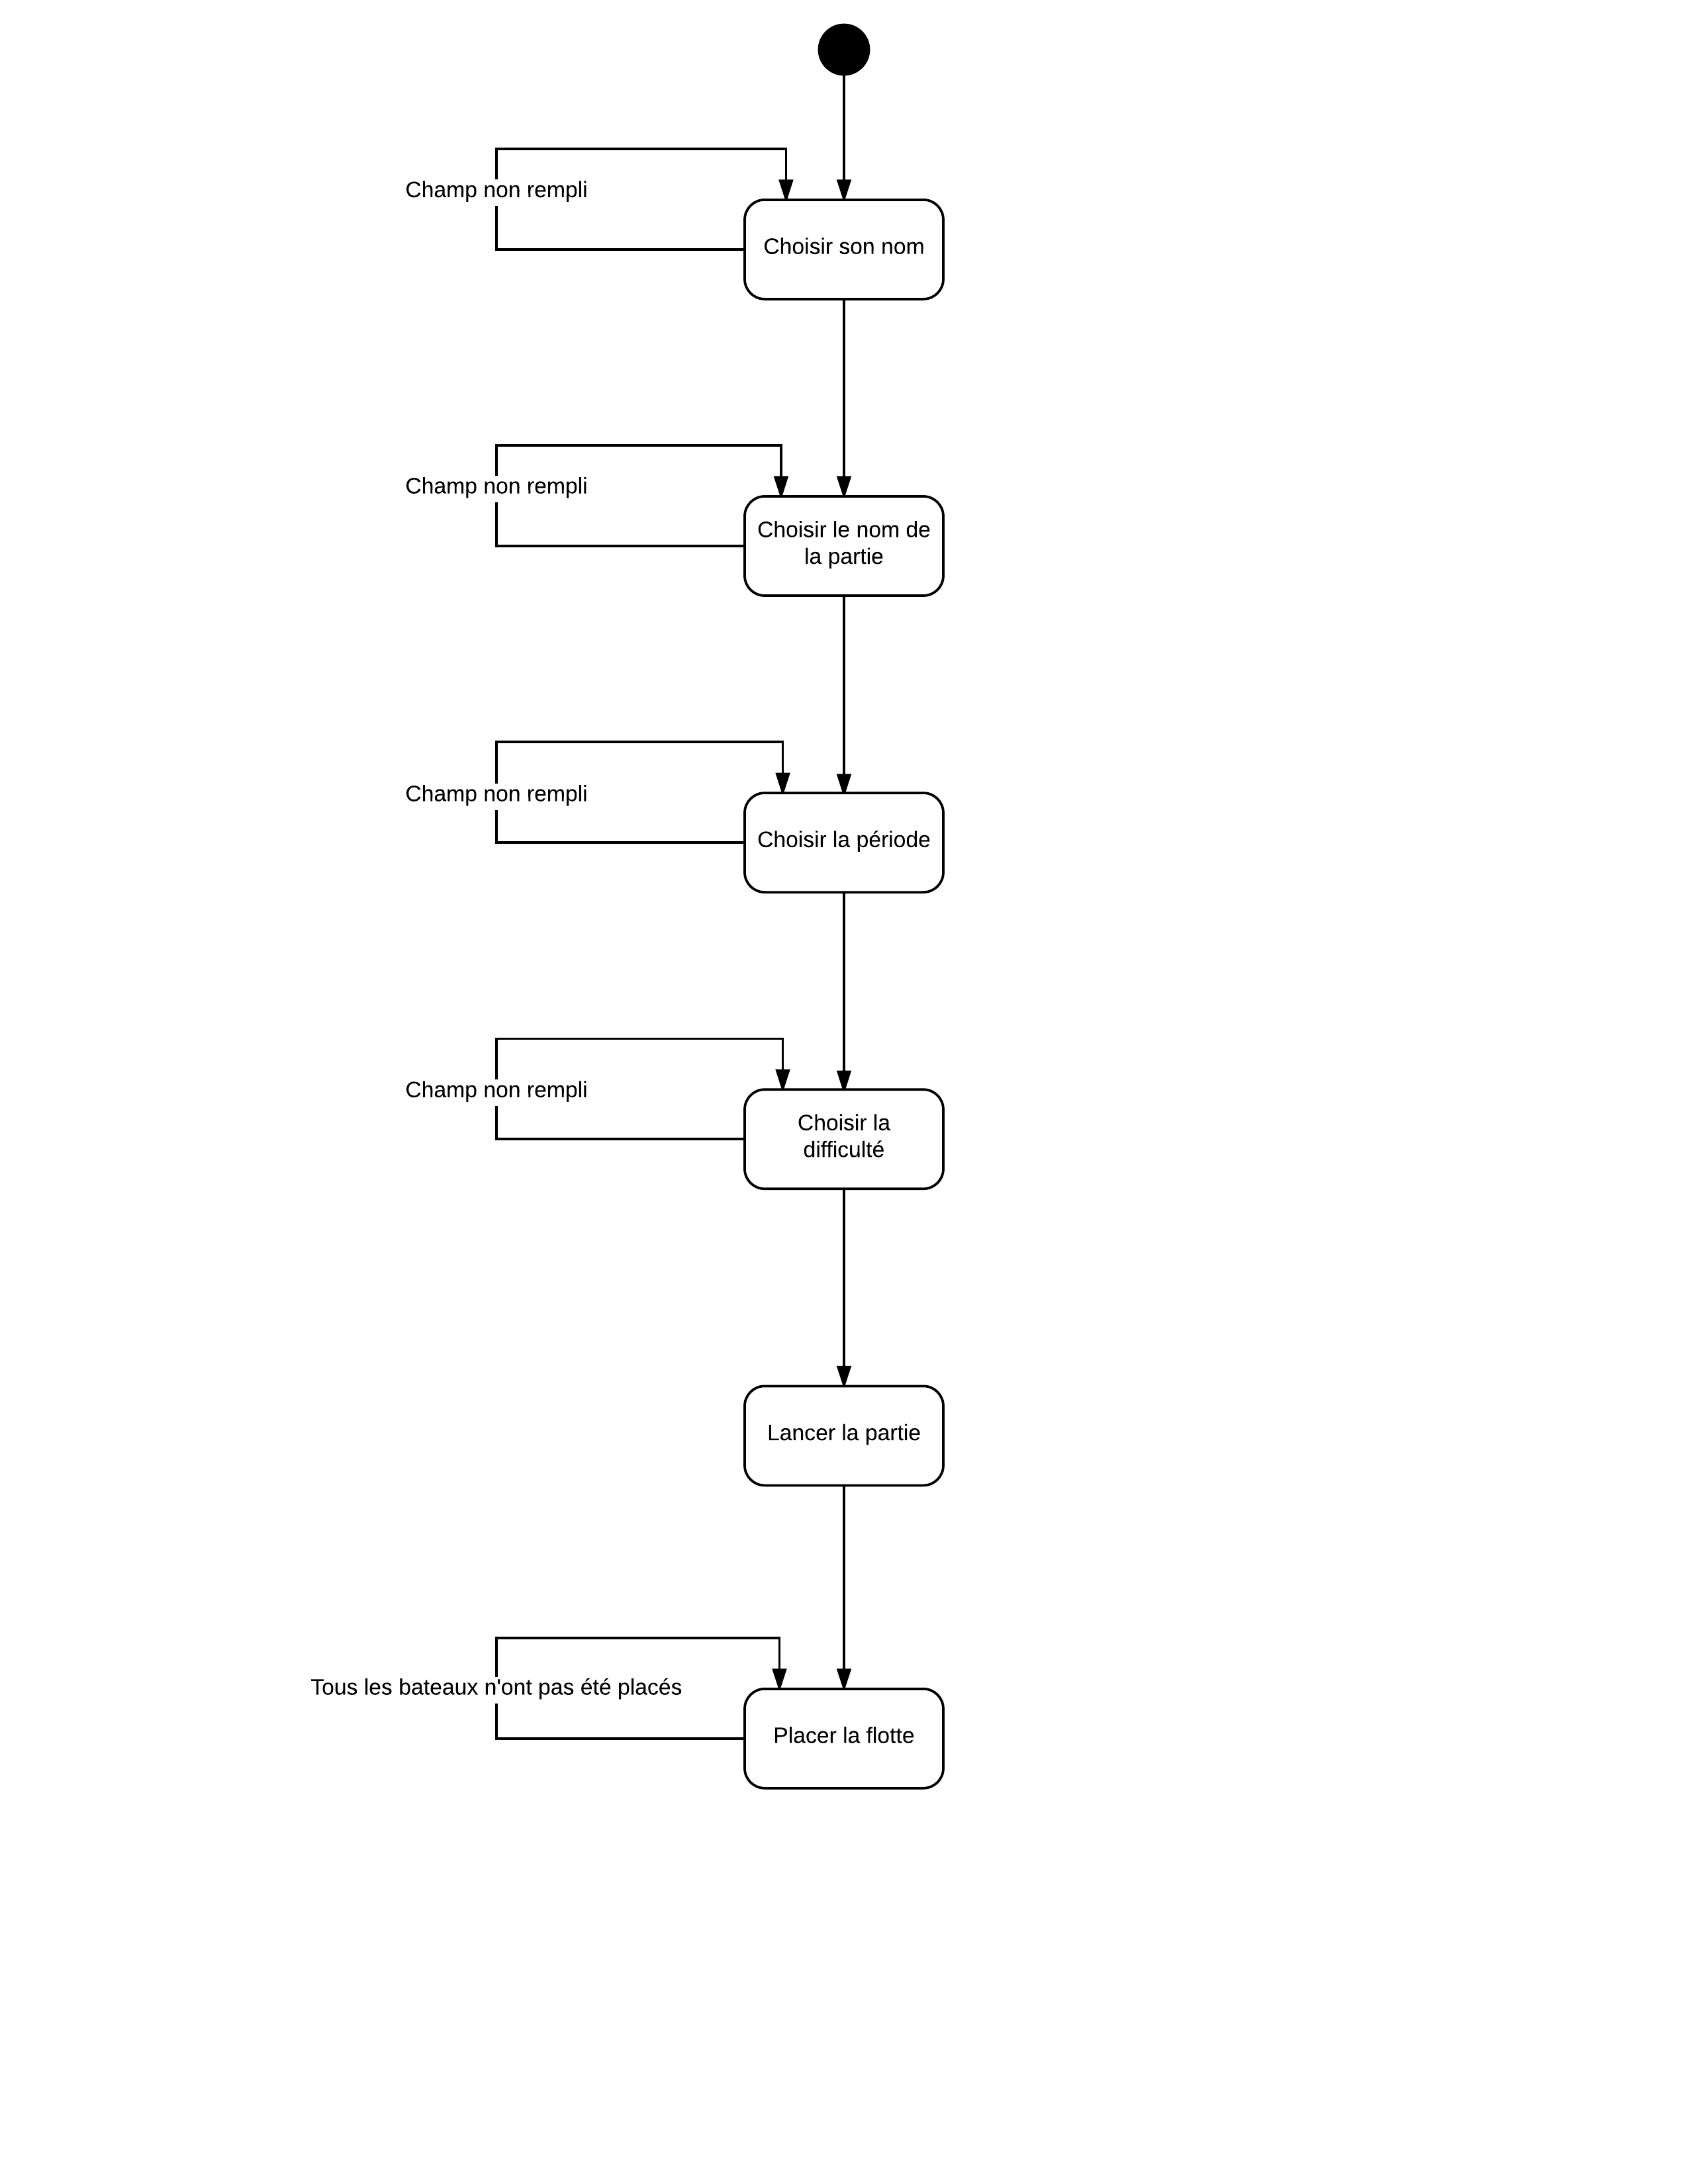 Champ non rempli
Choisir son nom
Champ non rempli
Choisir le nom de
la partie
Champ non rempli
Choisir la période
Champ non rempli
Choisir la
difficulté
Lancer la partie
Tous les bateaux n'ont pas été placés
Placer la flotte